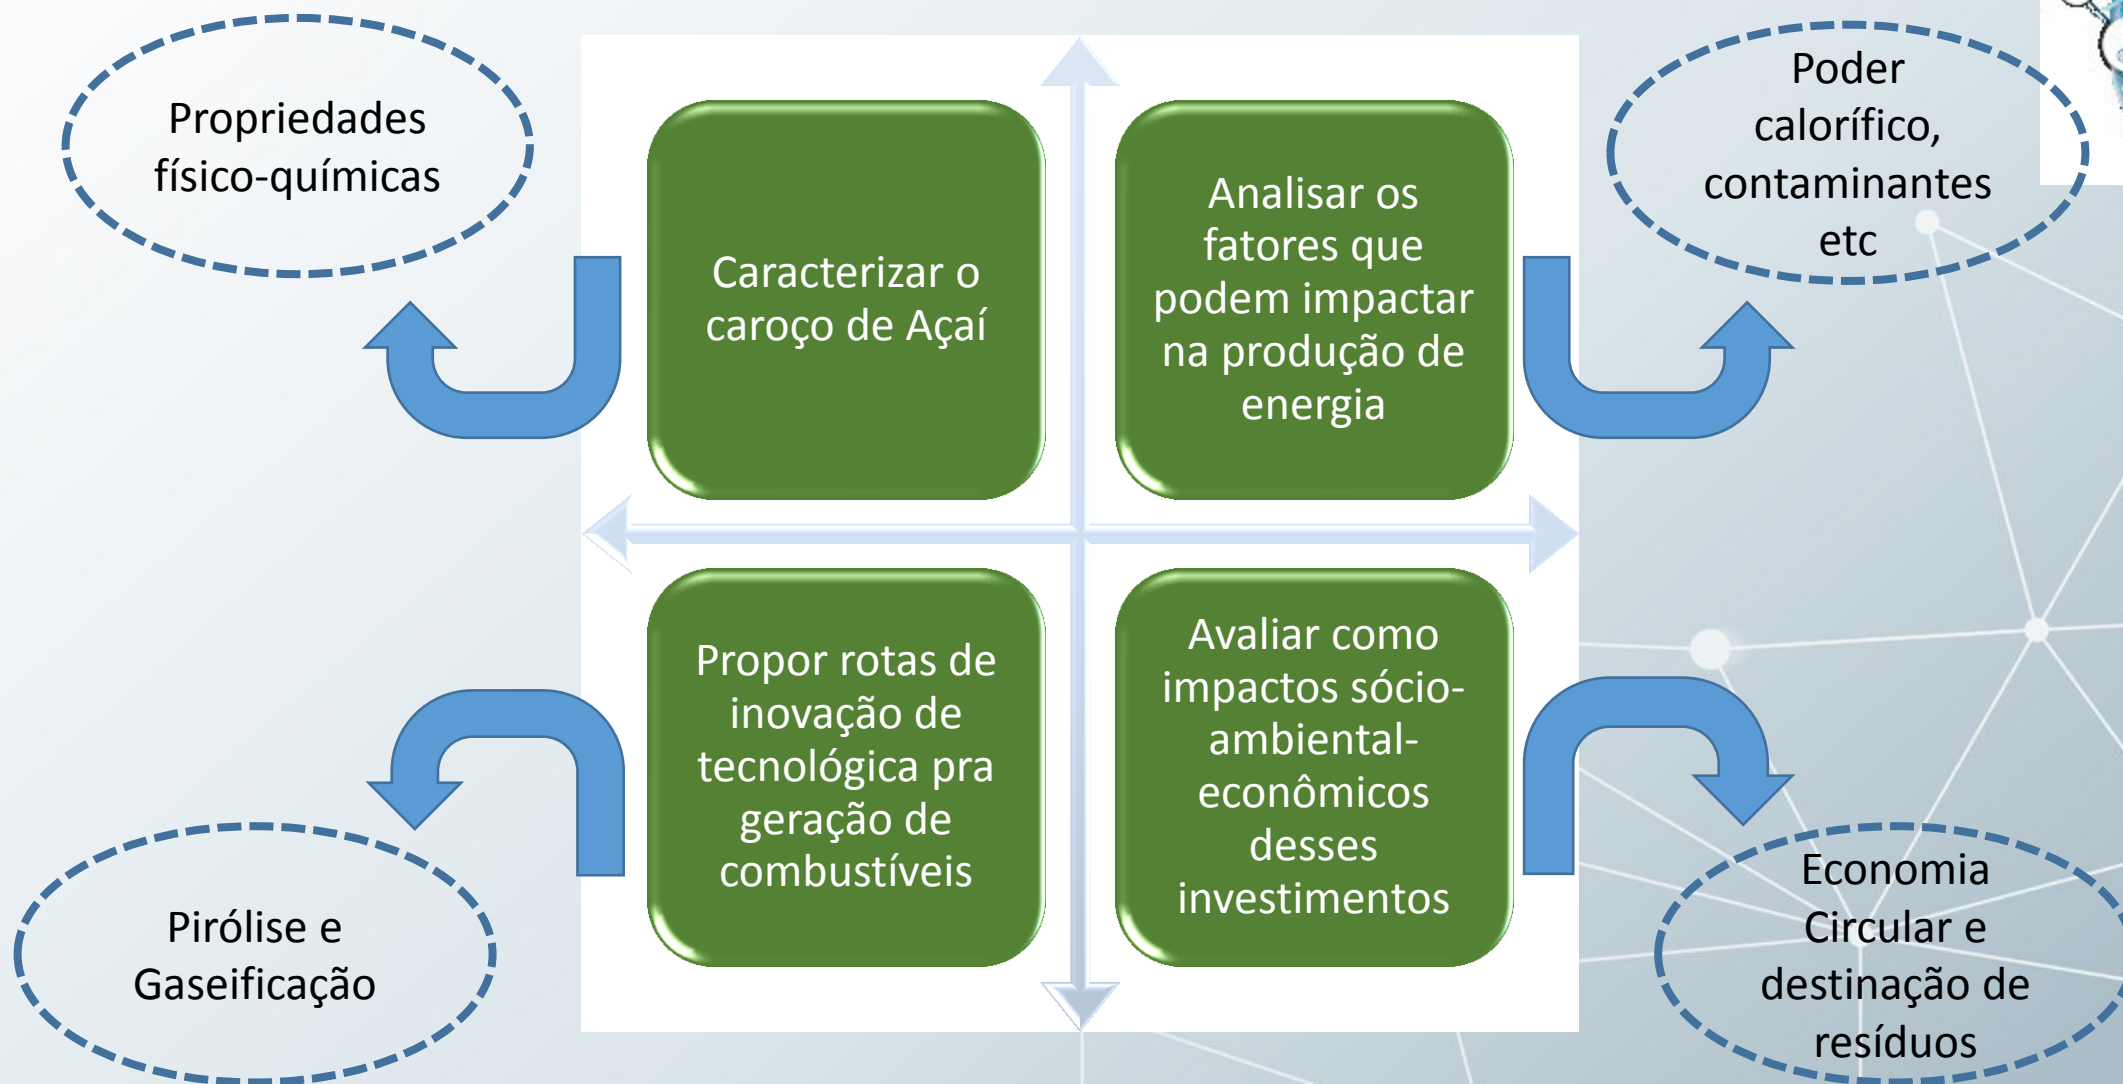 Propriedades
físico-químicas
Caracterizar o
caroço de Açaí
Analisar os
fatores que
podem impactar
na produção de
energia
Poder
calorífico,
contaminantes
etc
Pirólise e
Gaseificação
Propor rotas de
inovação de
tecnológica pra
geração de
combustíveis
Avaliar como
impactos sócio-
ambiental-
econômicos
desses
investimentos
Economia
Circular e
destinação de
resíduos